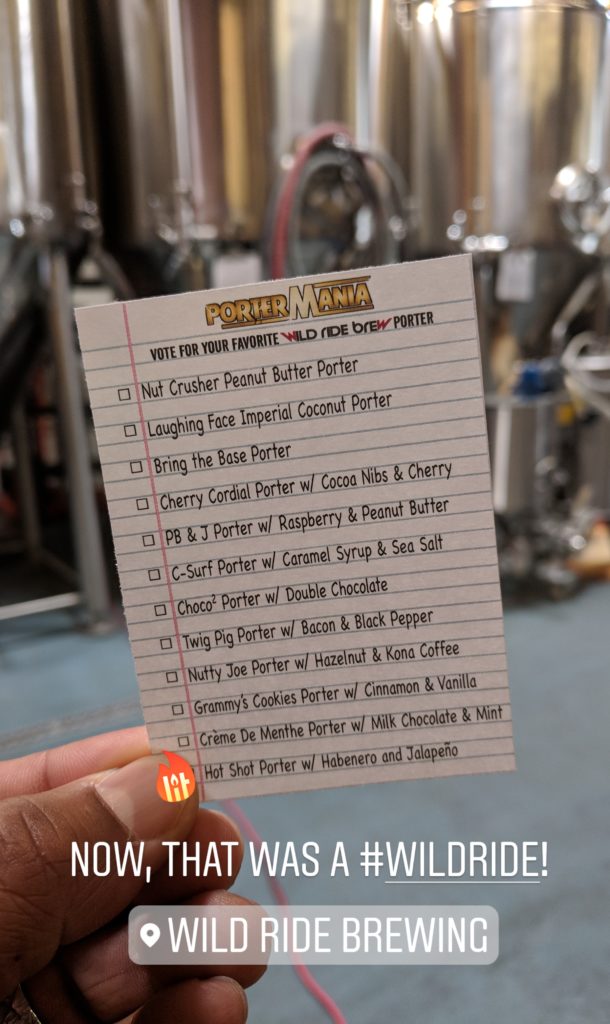 PORTERMANIA
VOTE FOR YOUR FAVORITE WILD RIDE BREW PORTER
Nut Crusher Peanut Butter Porter
Laughing Face Imperial Coconut Porter
Bring the Base Porter
Cherry Cordial Porter w/ Cocoa Nibs & Cherry
PB & J Porter w/ Raspberry & Peanut Butter
C-Surf Porter w/ Caramel Syrup & Sea Salt
Choco² Porter w/ Double Chocolate
Twig Pig Porter w/ Bacon & Black Pepper
Nutty Joe Porter w/ Hazelnut & Kona Coffee
Grammy's Cookies Porter w/ Cinnamon & Vanilla
Crème De Menthe Porter w/ Milk Chocolate & Mint
Hot Shot Porter w/ Habenero and Jalapeño
lit
NOW, THAT WAS A #WILDRIDE!
WILD RIDE BREWING